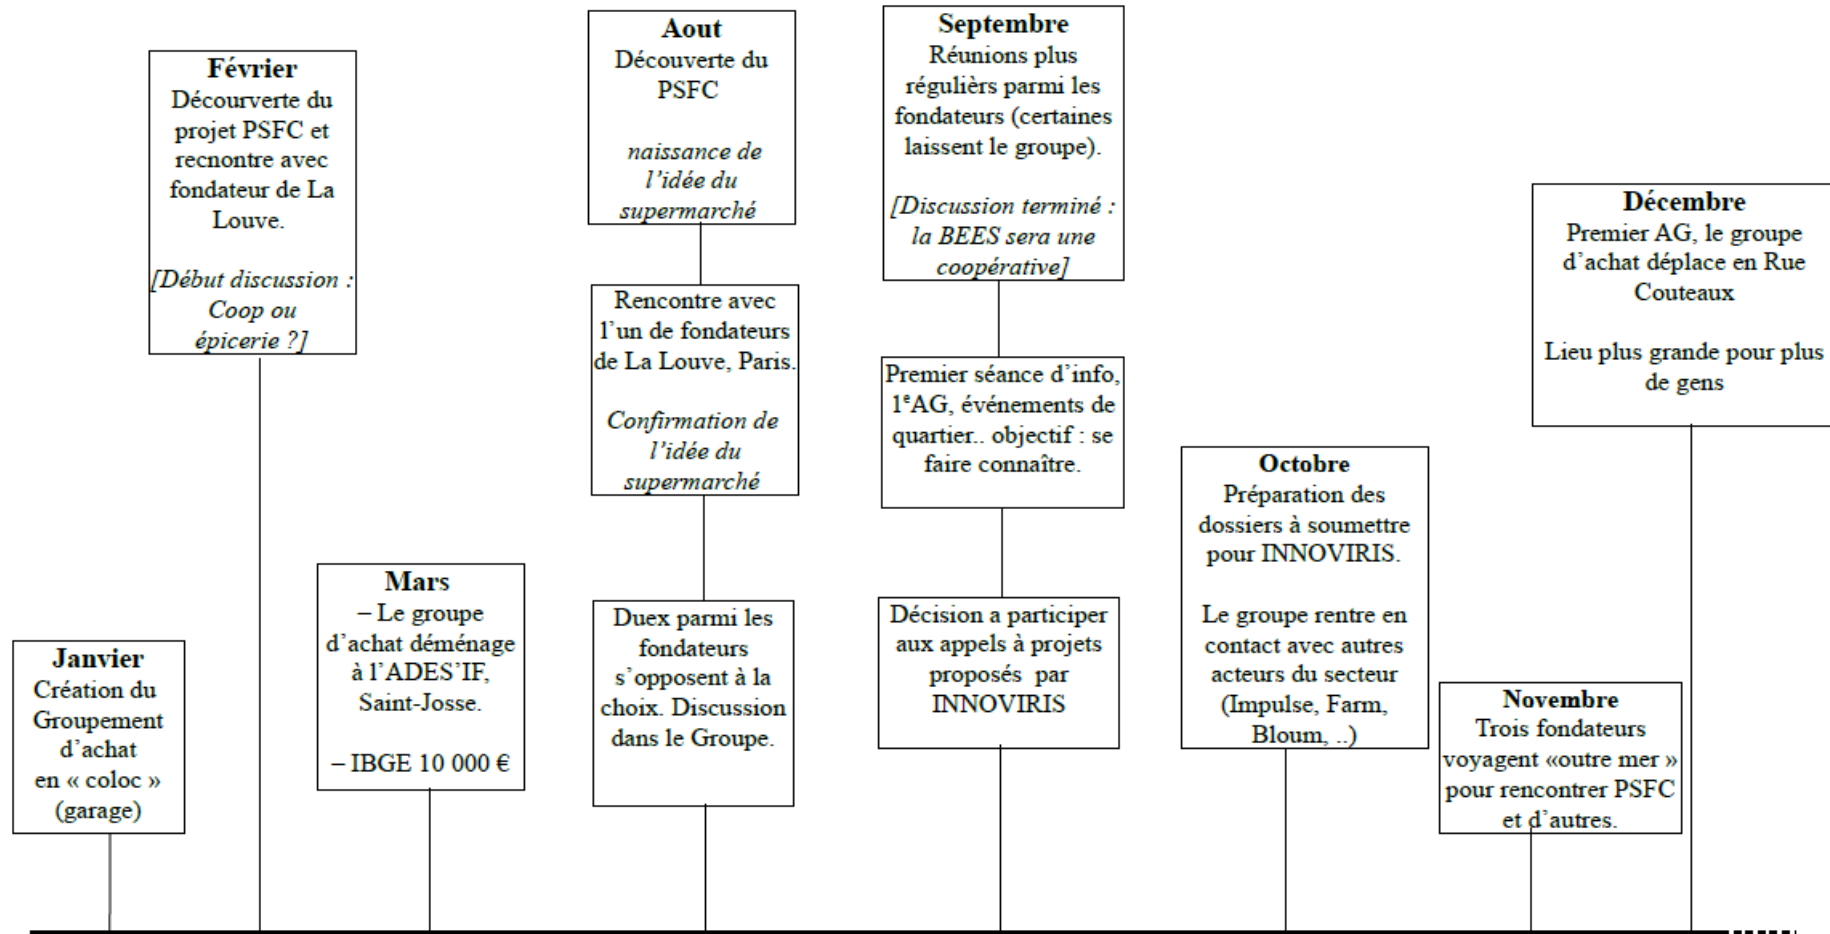 Janvier
Création du
Groupement
d'achat
en « coloc »
(garage)
Février
Décourverte du
projet PSFC et
recnontre avec
fondateur de La
Louve.
[Début discussion :
Coop ou
épicerie ?]
Mars
– Le groupe
d'achat déménage
à l'ADES'IF,
Saint-Josse.
– IBGE 10 000 €
Aout
Découverte du
PSFC
naissance de
l'idée du
supermarché
Rencontre avec
l'un de fondateurs
de La Louve, Paris.
Confirmation de
l'idée du
supermarché
Duex parmi les
fondateurs
s'opposent à la
choix. Discussion
dans le Groupe.
Septembre
Réunions plus
régulièrs parmi les
fondateurs (certaines
laissent le groupe).
[Discussion terminé :
la BEES sera une
coopérative]
Premier séance d'info,
1ᵉAG, événements de
quartier.. objectif : se
faire connaître.
Décision a participer
aux appels à projets
proposés par
INNOVIRIS
Octobre
Préparation des
dossiers à soumettre
pour INNOVIRIS.
Le groupe rentre en
contact avec autres
acteurs du secteur
(Impulse, Farm,
Bloum, ..)
Novembre
Trois fondateurs
voyagent «outre mer »
pour rencontrer PSFC
et d'autres.
Décembre
Premier AG, le groupe
d'achat déplace en Rue
Couteaux
Lieu plus grande pour plus
de gens